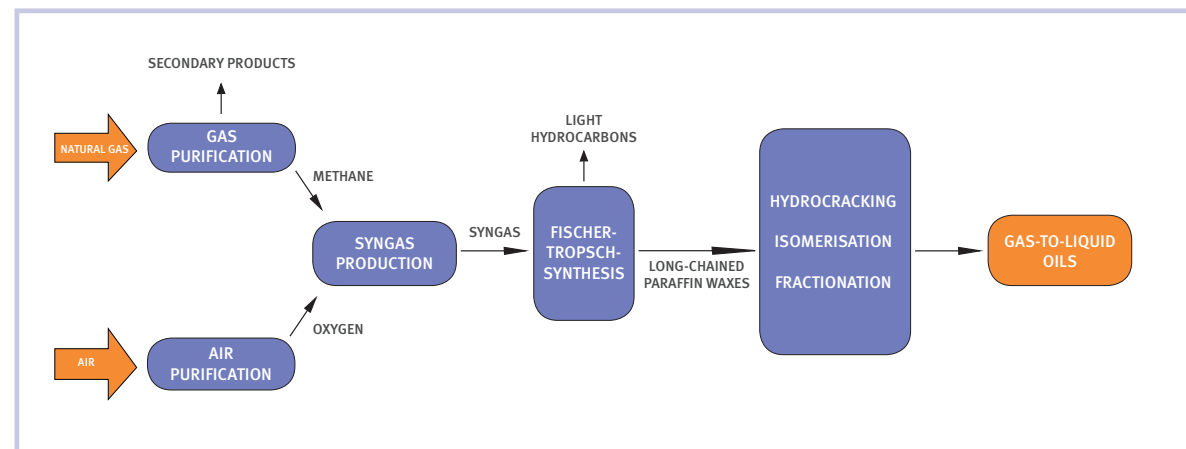 SECONDARY PRODUCTS
NATURAL GAS
GAS
PURIFICATION
METHANE
AIR
AIR
PURIFICATION
OXYGEN
SYNGAS
PRODUCTION
SYNGAS
LIGHT
HYDROCARBONS
FISCHER-
TROPSCH-
SYNTHESIS
LONG-CHAINED
PARAFFIN WAXES
HYDROCRACKING
ISOMERISATION
FRACTIONATION
GAS-TO-LIQUID
OILS